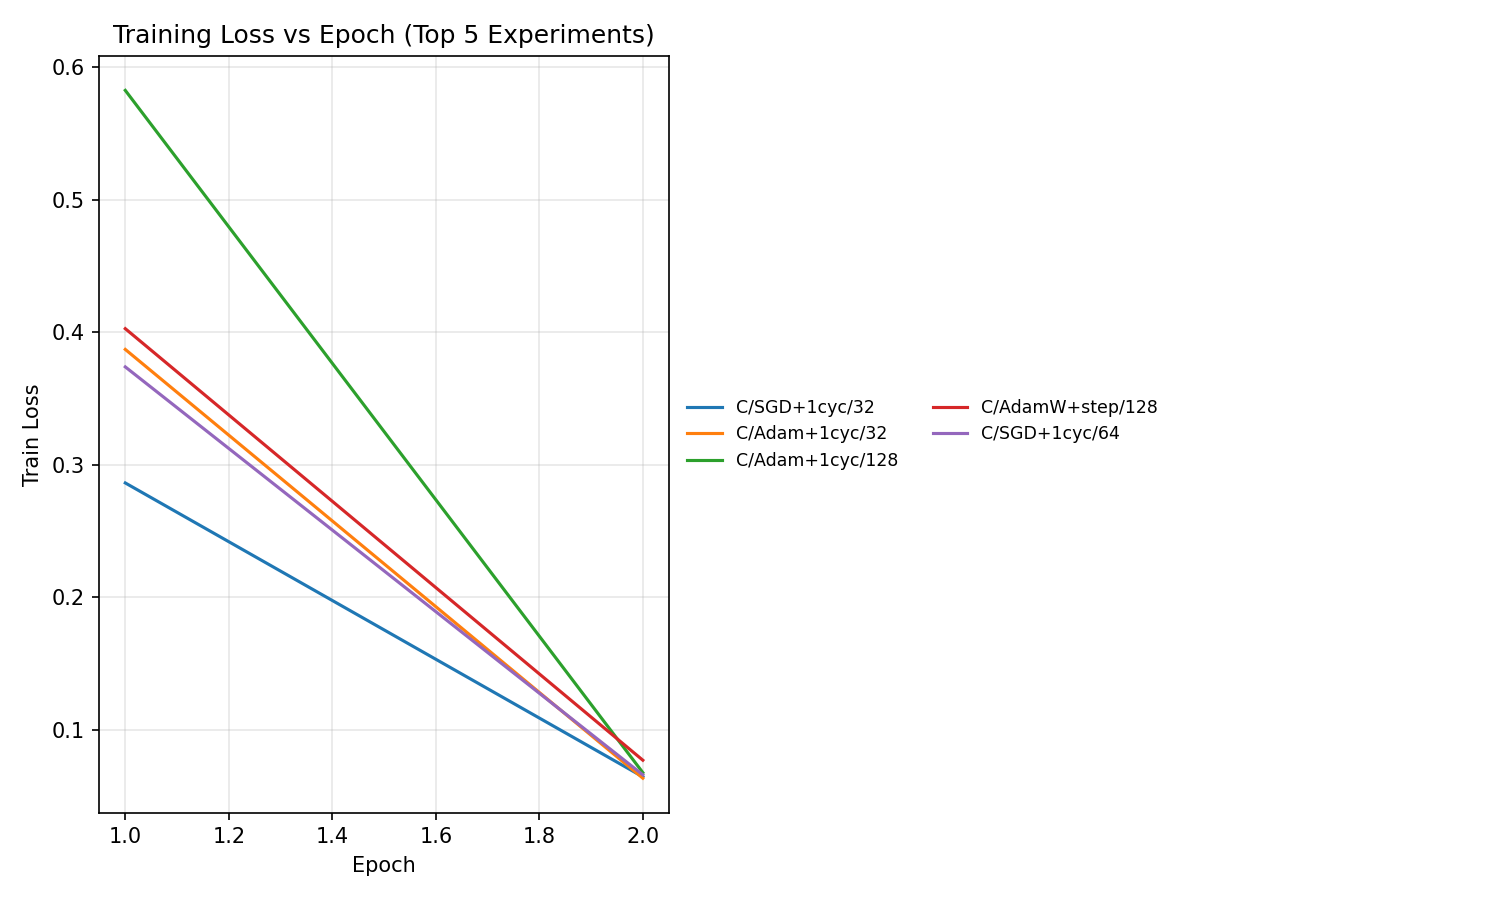 Training Loss vs Epoch (Top 5 Experiments)
0.6
0.5
0.4
0.3
0.2
0.1
Train Loss
1.0 1.2 1.4 1.6 1.8 2.0
Epoch
C/SGD+1cyc/32
C/Adam+1cyc/32
C/Adam+1cyc/128
C/AdamW+step/128
C/SGD+1cyc/64